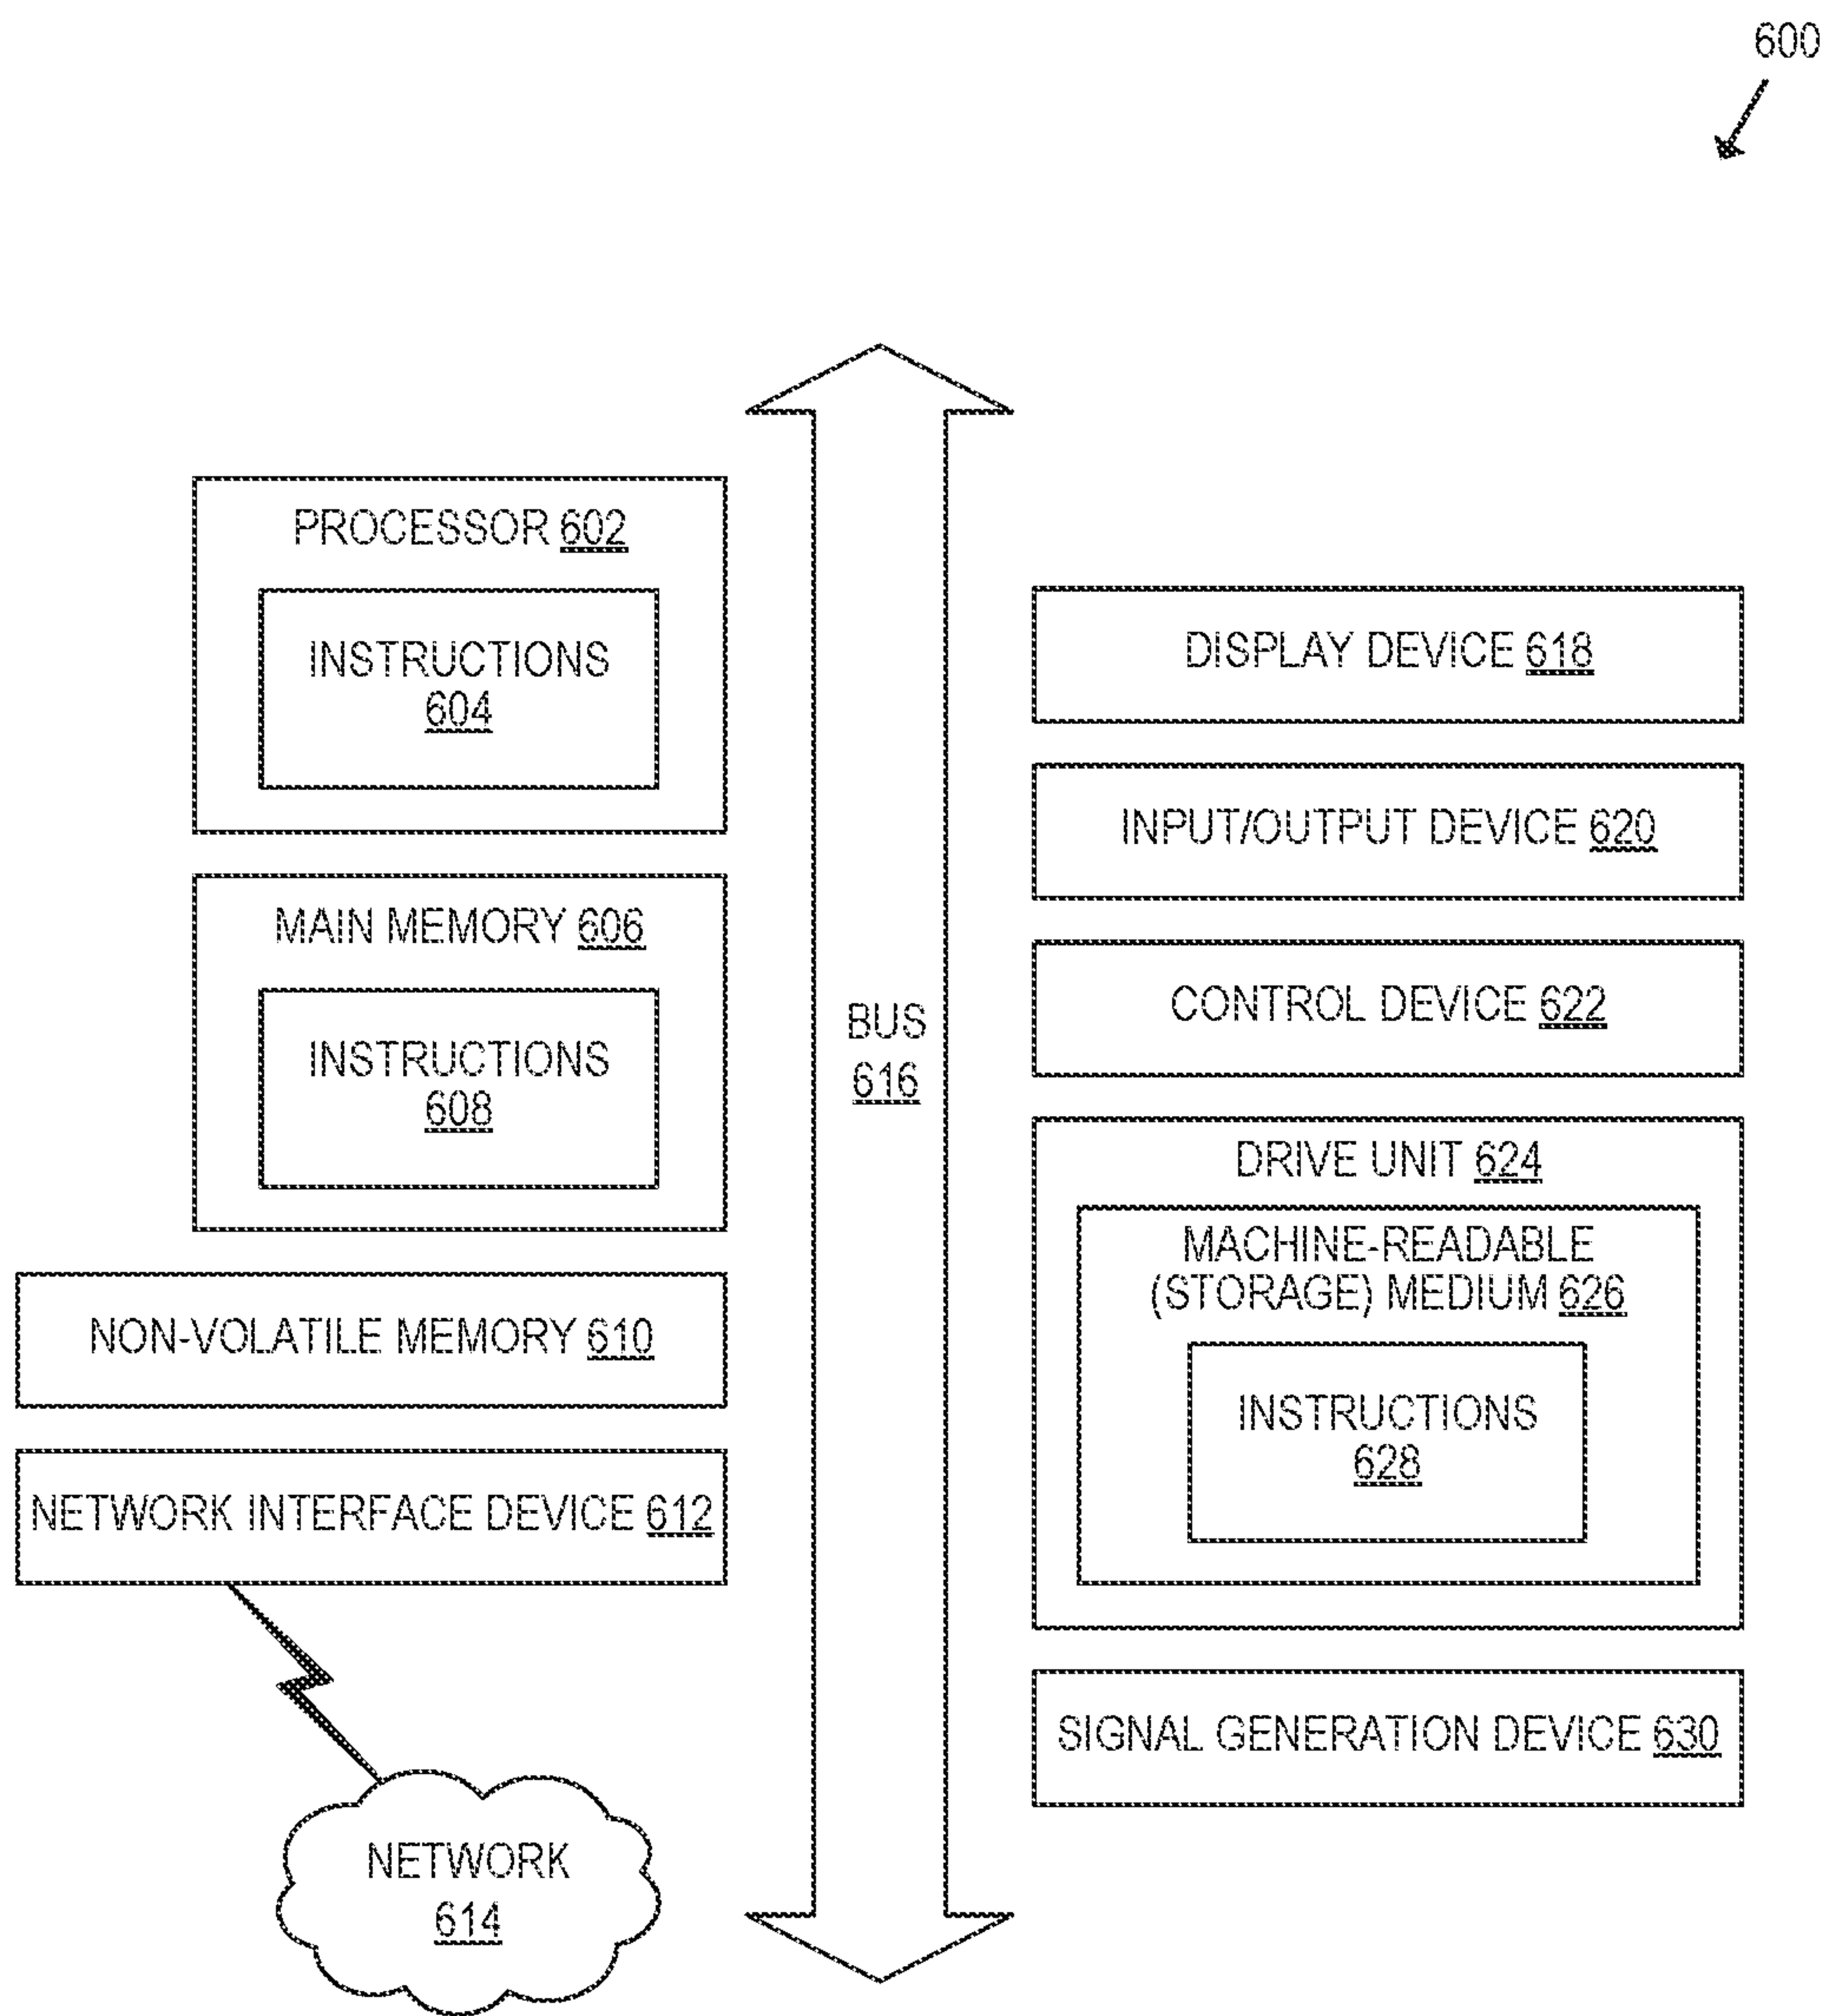 600
PROCESSOR 602
INSTRUCTIONS
604
MAIN MEMORY 606
INSTRUCTIONS
608
NON-VOLATILE MEMORY 610
NETWORK INTERFACE DEVICE 612
NETWORK
614
BUS
616
DISPLAY DEVICE 618
INPUT/OUTPUT DEVICE 620
CONTROL DEVICE 622
DRIVE UNIT 624
MACHINE-READABLE
(STORAGE) MEDIUM 626
INSTRUCTIONS
628
SIGNAL GENERATION DEVICE 630